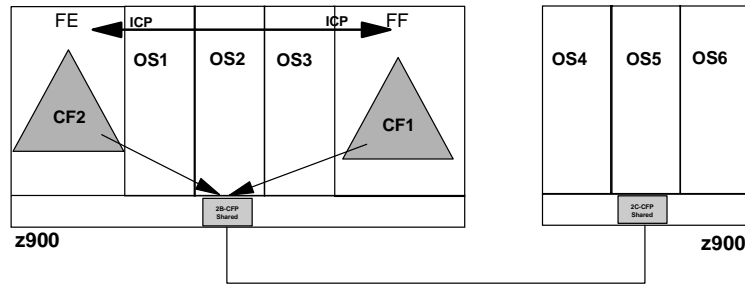 FE ICP ICP FF
OS1 OS2 OS3 OS4 OS5 OS6
CF2 CF1
2B-CFP
Shared
2C-CFP
Shared
z900 z900